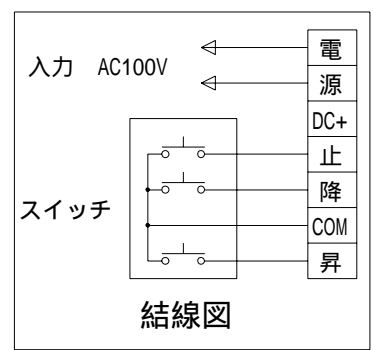 入力 AC100V
電
源
DC+
止
降
COM
昇
スイッチ
結線図